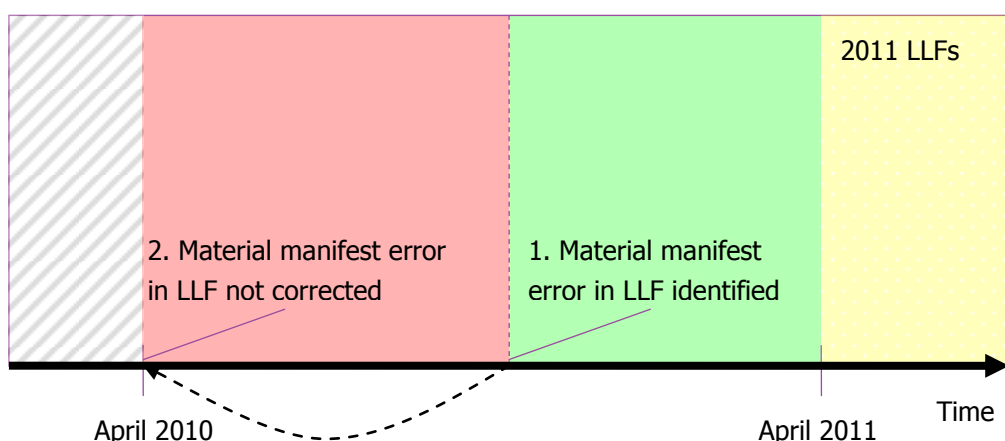 2011 LLFs
2. Material manifest error
in LLF not corrected
1. Material manifest
error in LLF identified
Time
April 2010
April 2011